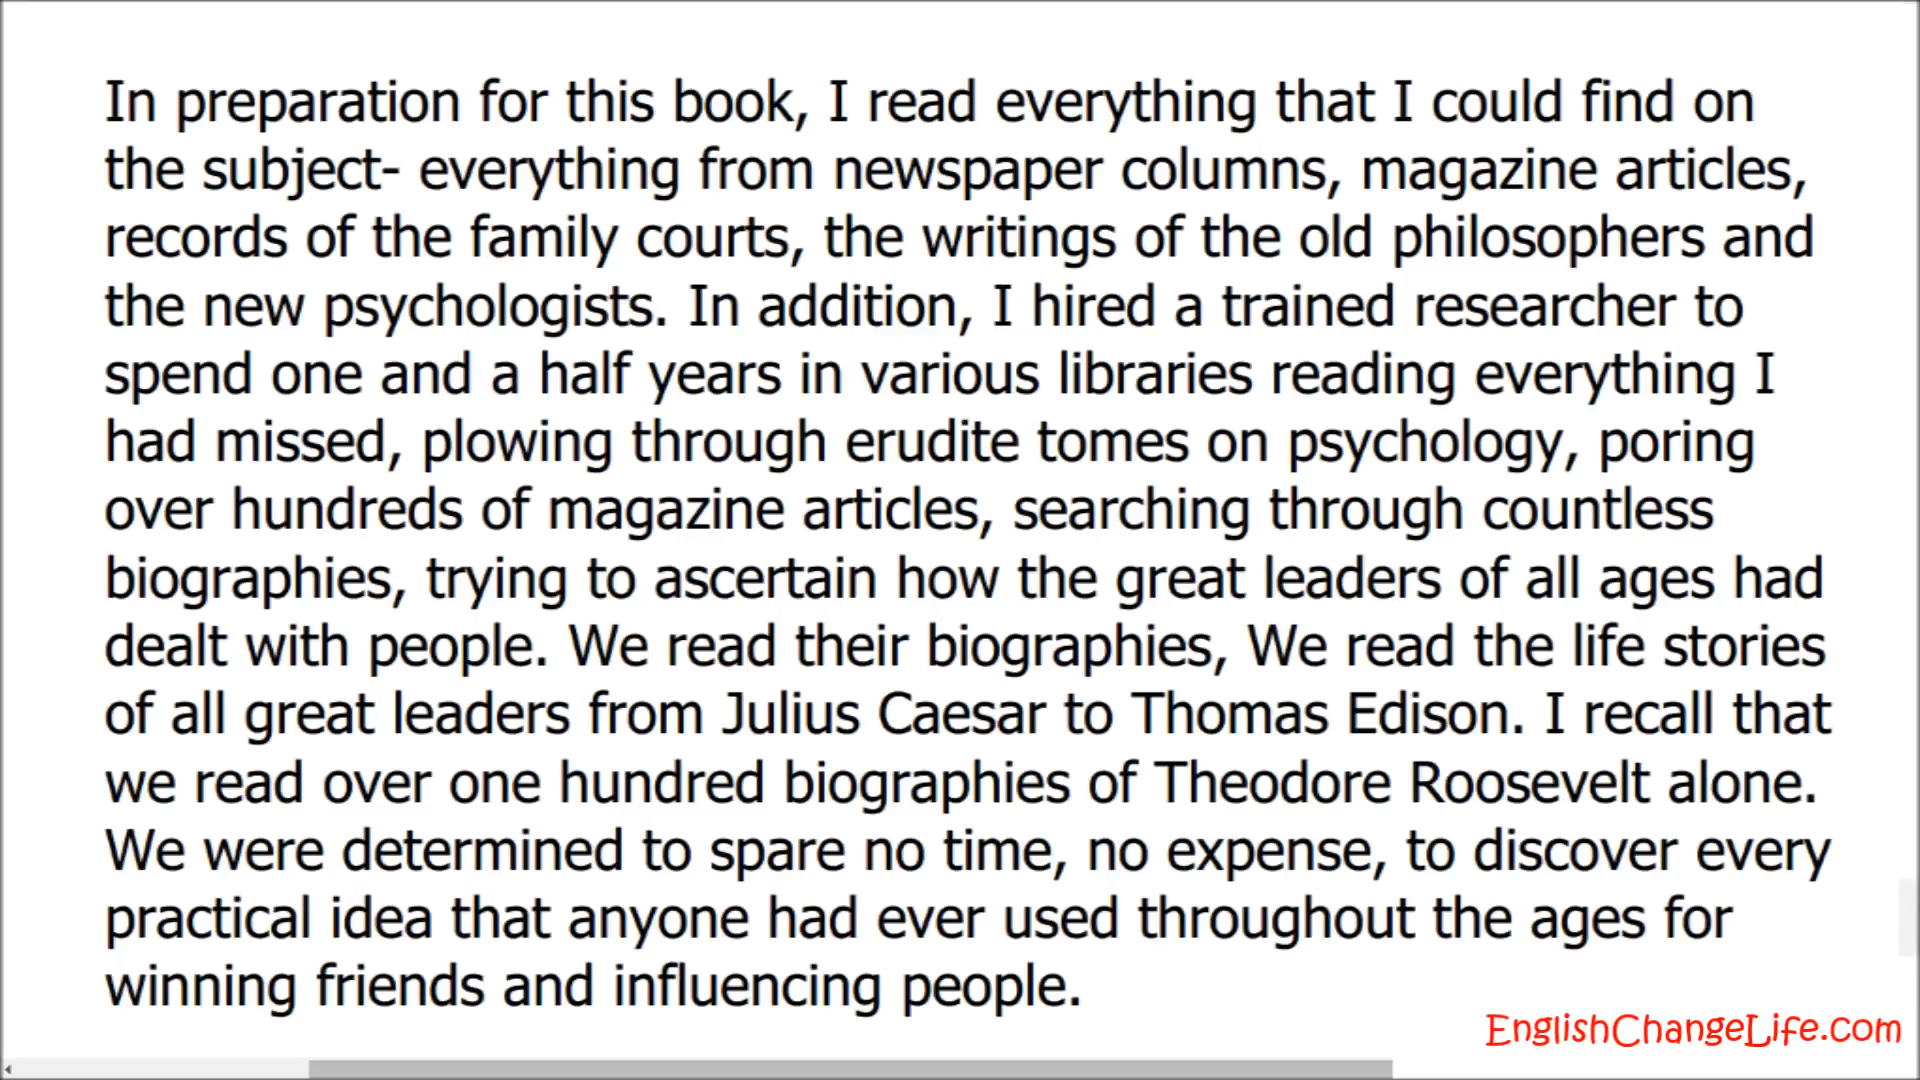 In preparation for this book, I read everything that I could find on
the subject- everything from newspaper columns, magazine articles,
records of the family courts, the writings of the old philosophers and
the new psychologists. In addition, I hired a trained researcher to
spend one and a half years in various libraries reading everything I
had missed, plowing through erudite tomes on psychology, poring
over hundreds of magazine articles, searching through countless
biographies, trying to ascertain how the great leaders of all ages had
dealt with people. We read their biographies, We read the life stories
of all great leaders from Julius Caesar to Thomas Edison. I recall that
we read over one hundred biographies of Theodore Roosevelt alone.
We were determined to spare no time, no expense, to discover every
practical idea that anyone had ever used throughout the ages for
winning friends and influencing people.
EnglishChangeLife.com